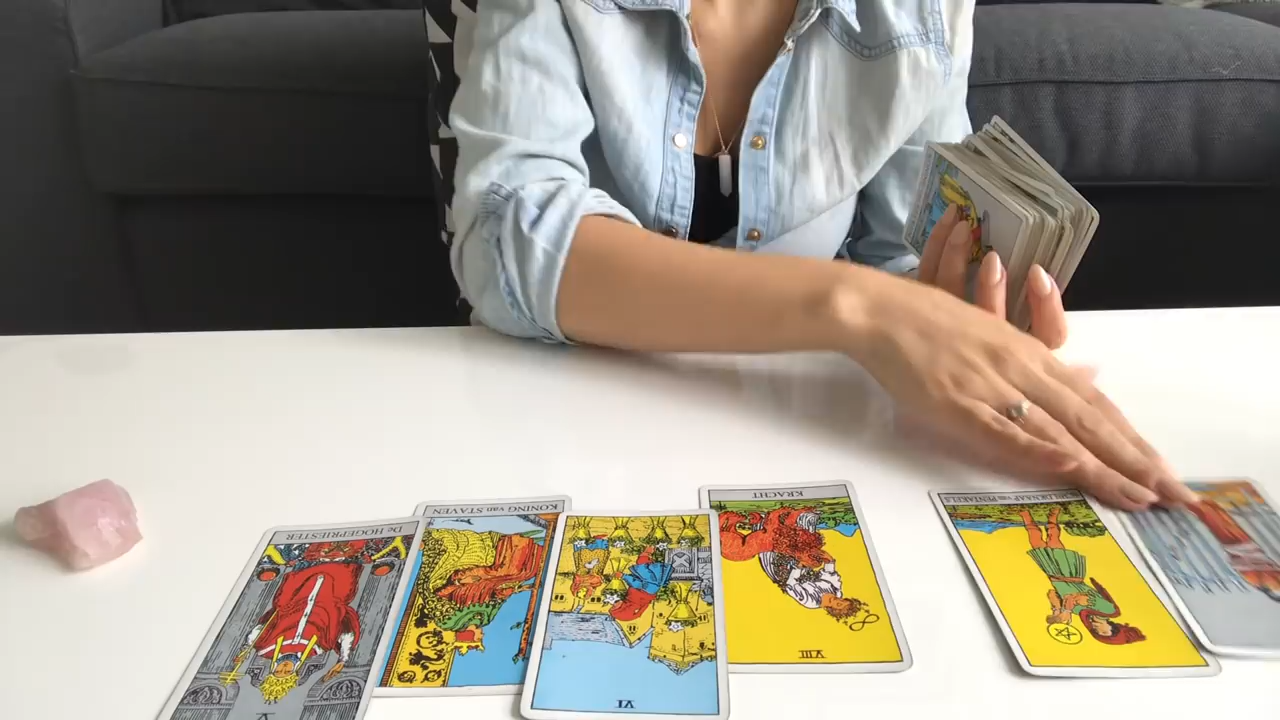 De HOGEPRIESTER
V
KONING van STAVEN
VI
KRACHT
VIII
van PENTAKELS